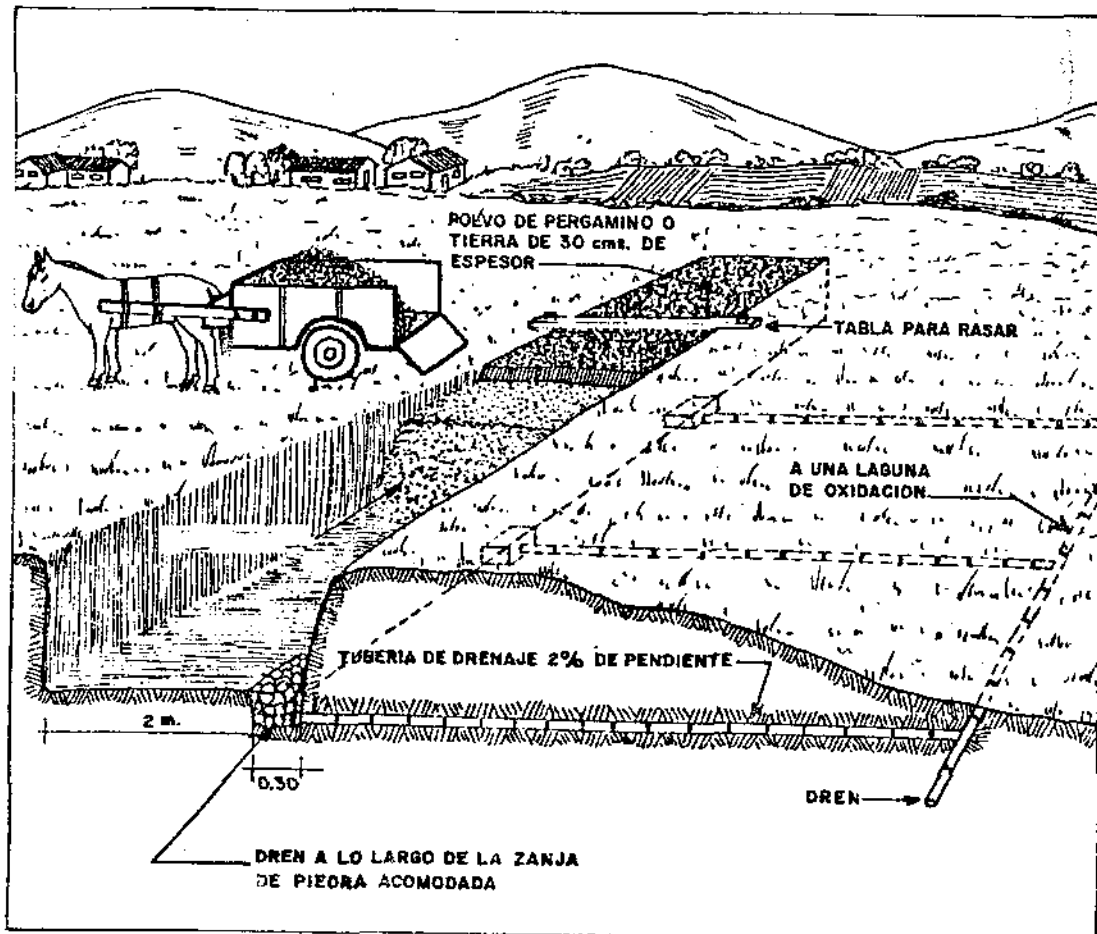 POLVO DE PERGAMINO O
TIERRA DE 30 cms. DE
ESPESOR
TABLA PARA RASAR
A UNA LAGUNA
DE OXIDACION
TUBERIA DE DRENAJE 2% DE PENDIENTE
2 m.
0.30
DREN
DREN A LO LARGO DE LA ZANJA
DE PIEDRA ACOMODADA